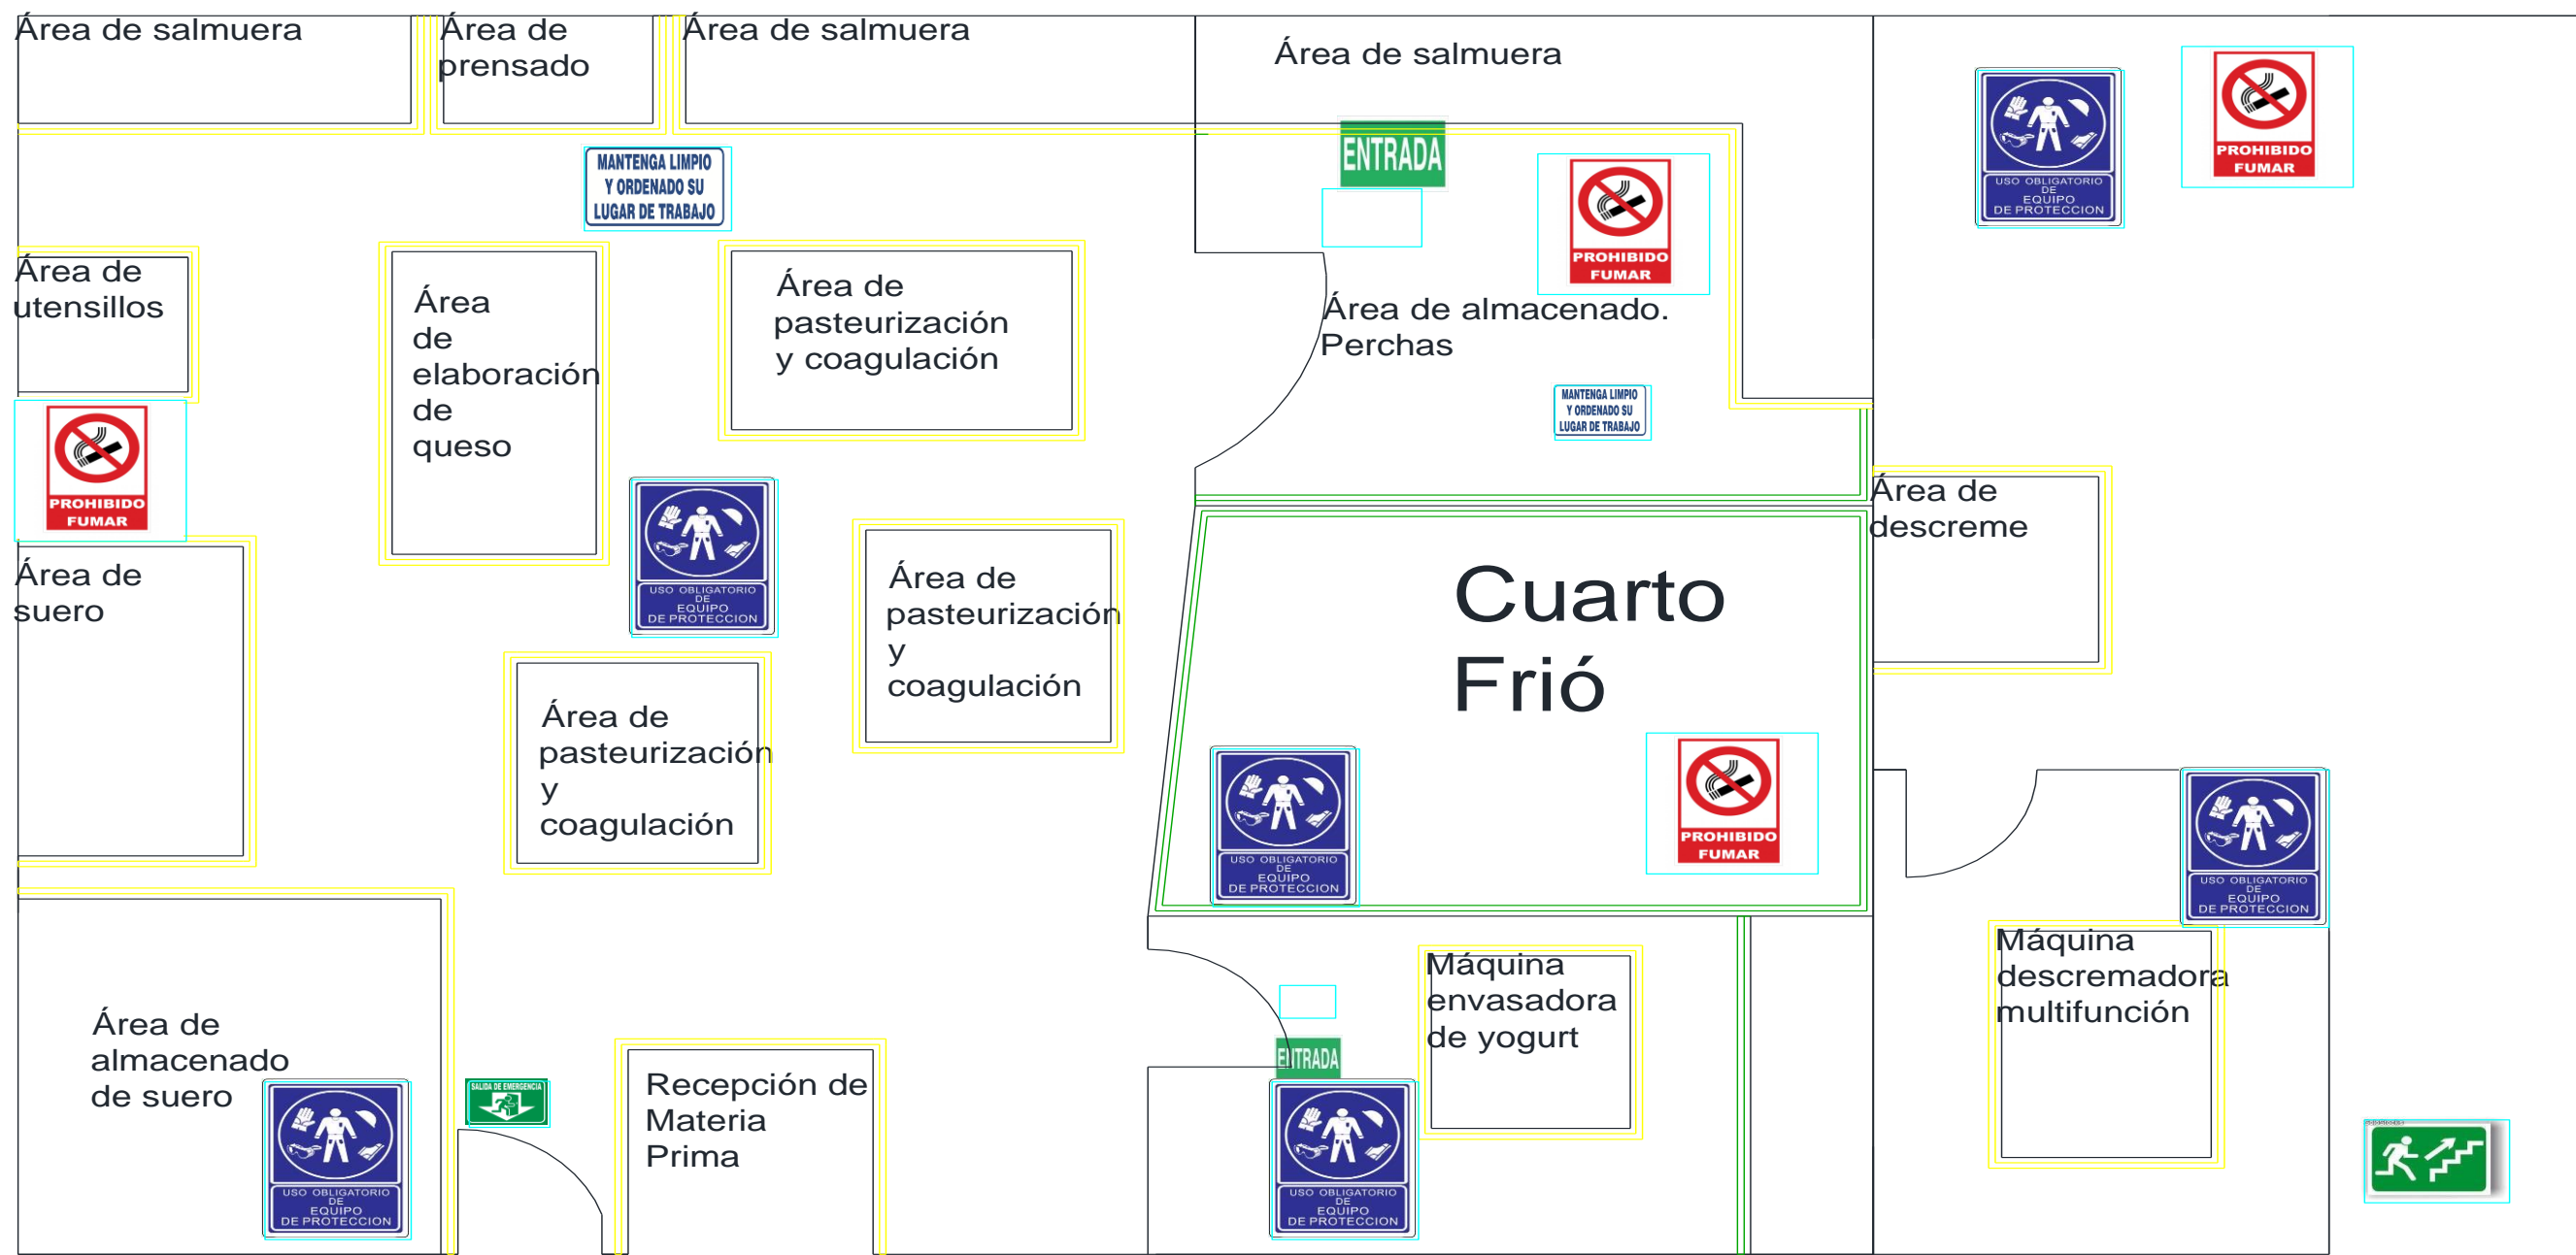 Área de salmuera
Área de
prensado
Área de salmuera
Área de salmuera
ENTRADA
MANTENGA LIMPIO
Y ORDENADO SU
LUGAR DE TRABAJO
PROHIBIDO
FUMAR
USO OBLIGATORIO
DE
EQUIPO
DE PROTECCION
PROHIBIDO
FUMAR
Área de
utensillos
Área
de
elaboración
de
queso
Área de
pasteurización
y coagulación
Área de almacenado.
Perchas
MANTENGA LIMPIO
Y ORDENADO SU
LUGAR DE TRABAJO
PROHIBIDO
FUMAR
USO OBLIGATORIO
DE
EQUIPO
DE PROTECCION
Área de
descreme
Área de
suero
Área de
pasteurización
y
coagulación
Cuarto
Frió
Área de
pasteurización
y
coagulación
USO OBLIGATORIO
DE
EQUIPO
DE PROTECCION
PROHIBIDO
FUMAR
USO OBLIGATORIO
DE
EQUIPO
DE PROTECCION
Máquina
envasadora
de yogurt
Máquina
descremadora
multifunción
Área de
almacenado
de suero
USO OBLIGATORIO
DE
EQUIPO
DE PROTECCION
SALIDA DE EMERGENCIA
Recepción de
Materia
Prima
ENTRADA
USO OBLIGATORIO
DE
EQUIPO
DE PROTECCION